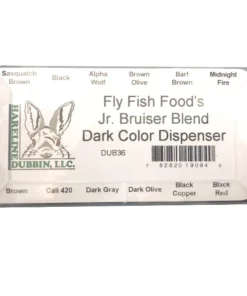 Sasquatch Brown
Black
Alpha Wolf
Brown Olive
Barf Brown
Midnight Fire
Fly Fish Food's
Jr. Bruiser Blend
Dark Color Dispenser
DUB36
HARELINE
DUBBIN, LLC.
Brown
Cali 420
Dark Gray
Dark Olive
Black Copper
Black Red